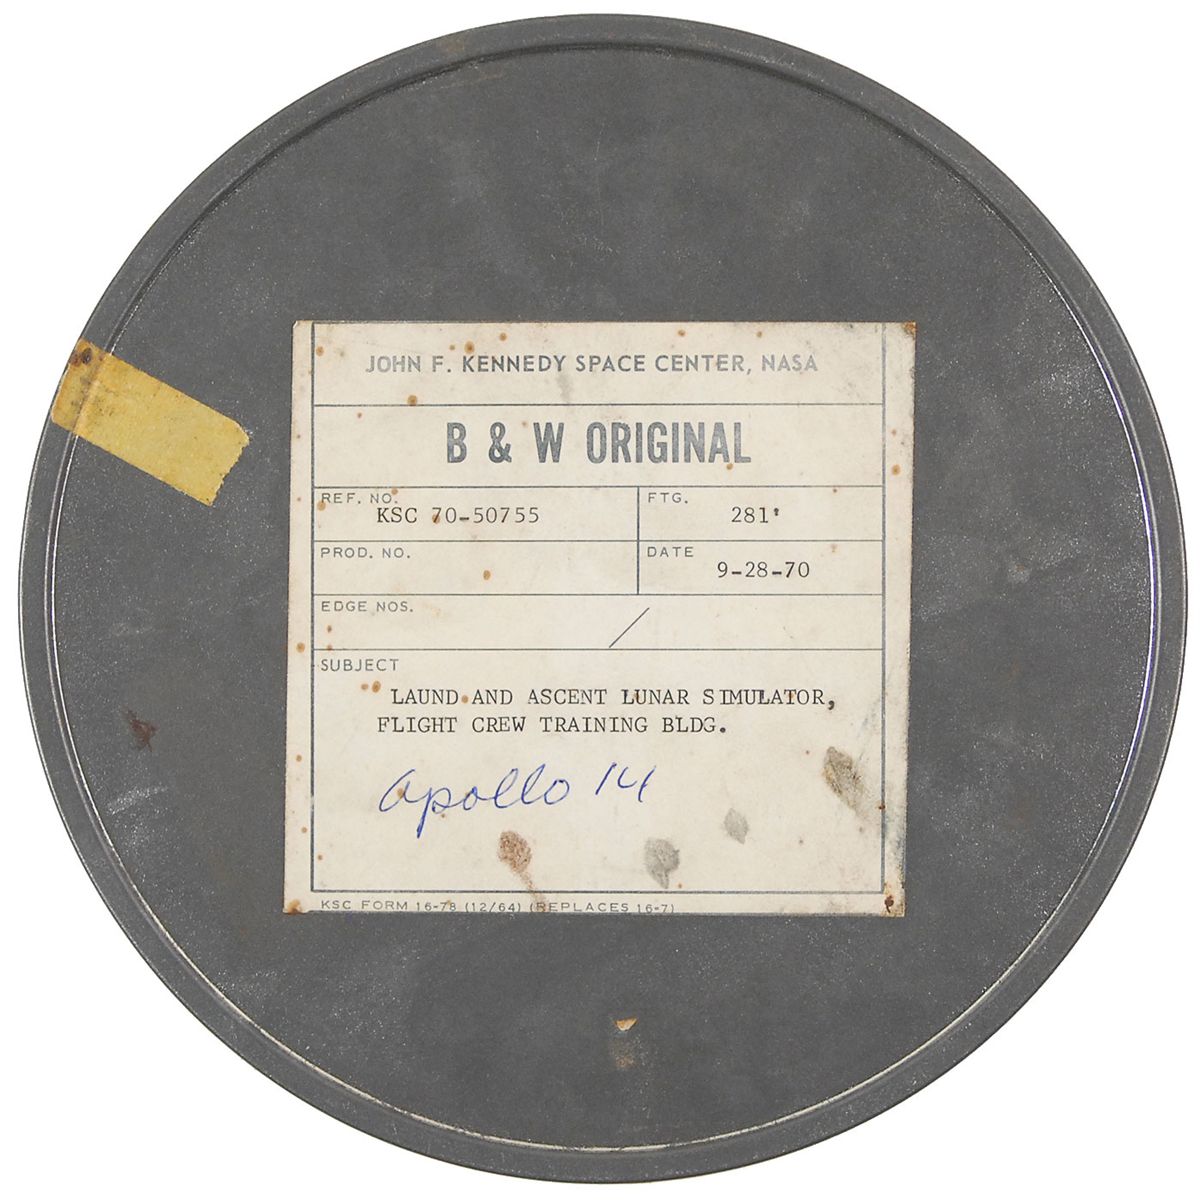 JOHN F. KENNEDY SPACE CENTER, NASA
B & W ORIGINAL
REF. NO.
KSC 70-50755
FTG.
281'
PROD. NO.
DATE
9-28-70
EDGE NOS.
/
SUBJECT
LAUND AND ASCENT LUNAR SIMULATOR,
FLIGHT CREW TRAINING BLDG.
Apollo 14
KSC FORM 16-78 (12/64) (REPLACES 16-7)